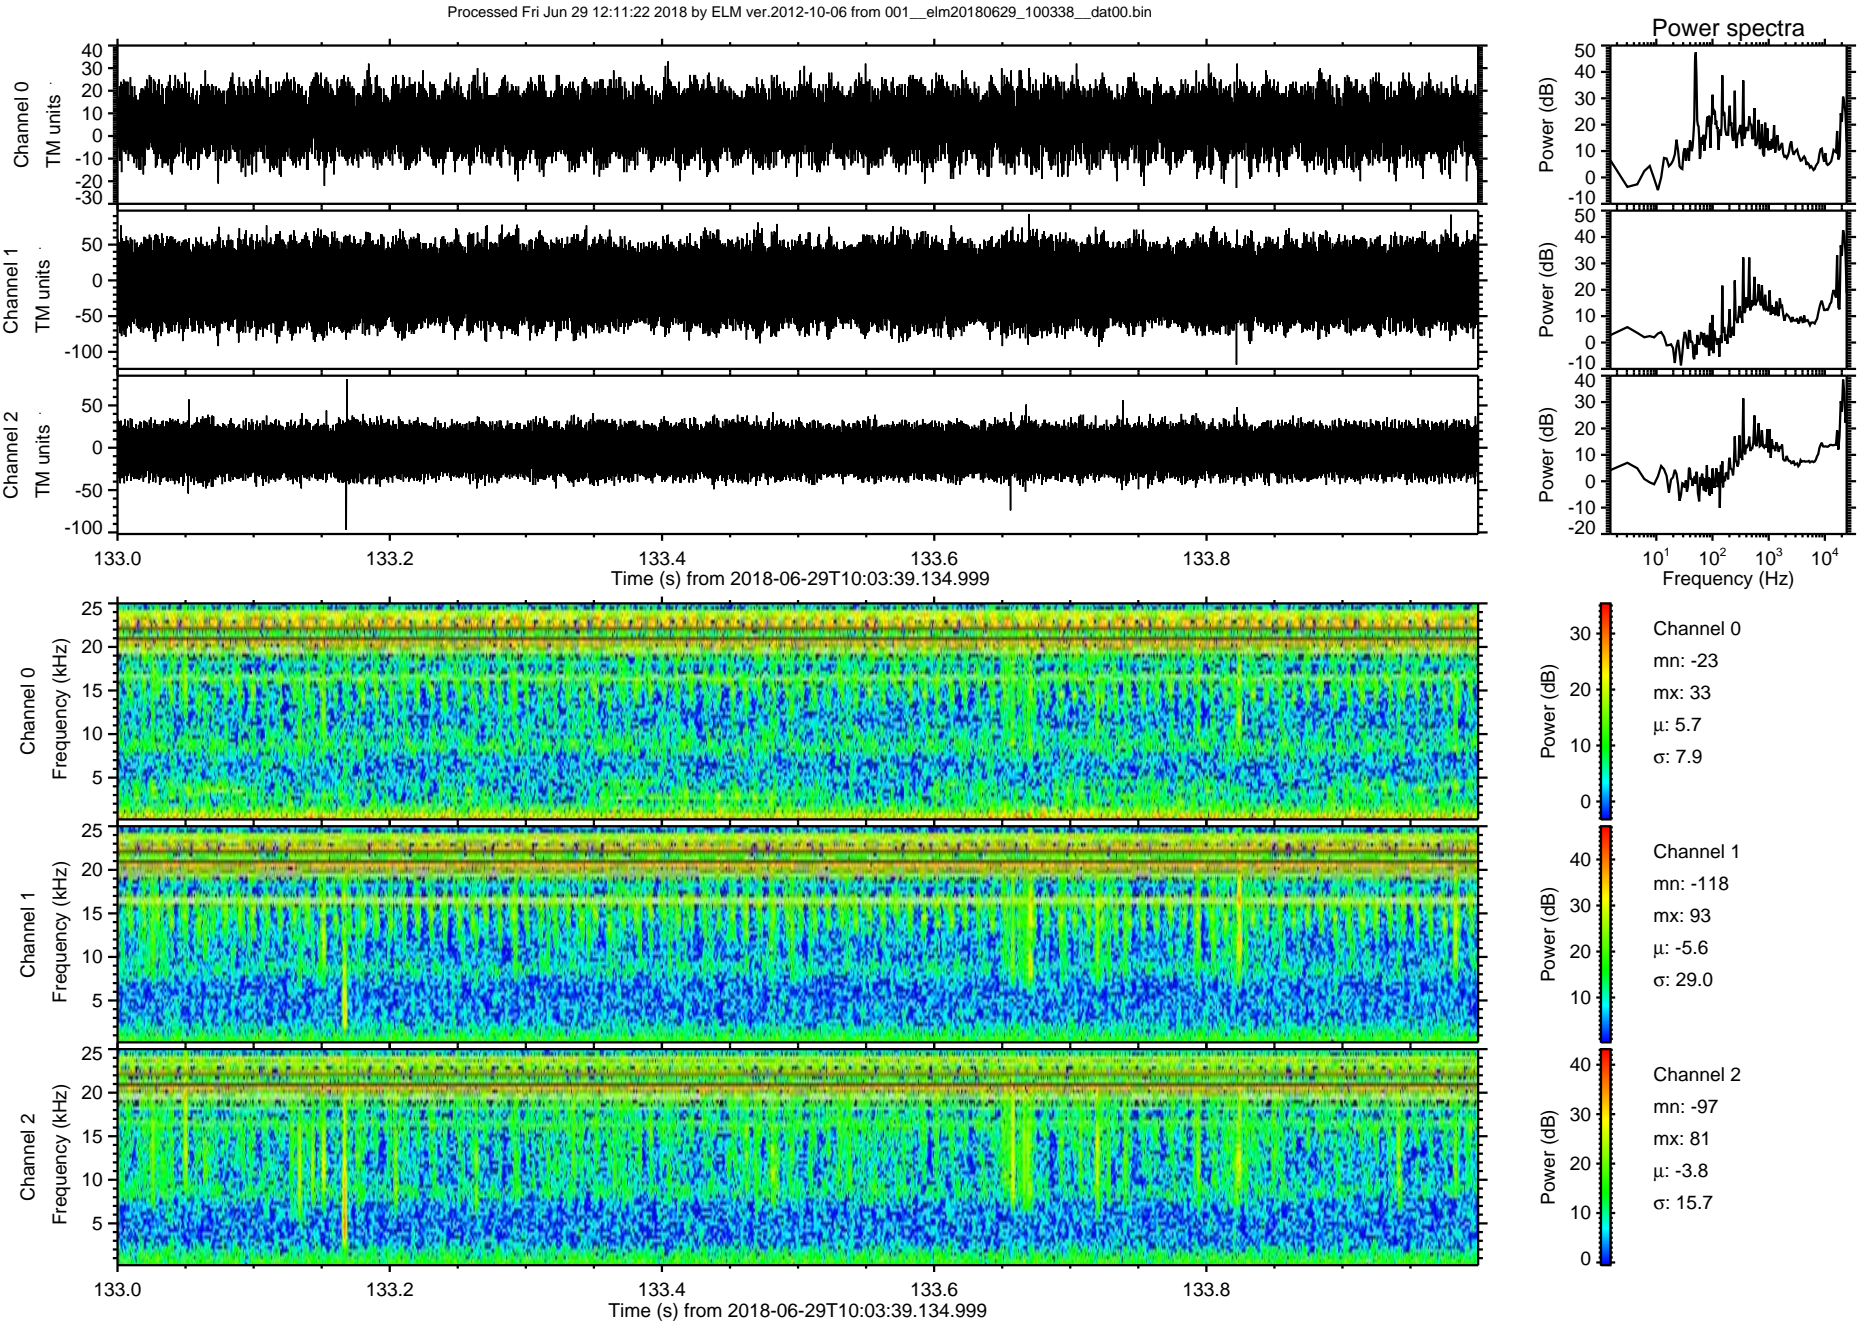 Processed Fri Jun 29 12:11:22 2018 by ELM ver.2012-10-06 from 001__elm20180629_100338__dat00.bin
Power spectra
Channel 0
TM units
40
30
20
10
0
-10
-20
-30
Power (dB)
50
40
30
20
10
0
-10
Channel 1
TM units
50
0
-50
-100
Power (dB)
50
40
30
20
10
0
-10
Channel 2
TM units
50
0
-50
-100
Power (dB)
40
30
20
10
0
-10
-20
133.0 133.2 133.4 133.6 133.8
Time (s) from 2018-06-29T10:03:39.134.999
10^1 10^2 10^3 10^4
Frequency (Hz)
Channel 0
Frequency (kHz)
25
20
15
10
5
Power (dB)
30
20
10
0
Channel 0
mn: -23
mx: 33
μ: 5.7
σ: 7.9
Channel 1
Frequency (kHz)
25
20
15
10
5
Power (dB)
40
30
20
10
Channel 1
mn: -118
mx: 93
μ: -5.6
σ: 29.0
Channel 2
Frequency (kHz)
25
20
15
10
5
Power (dB)
40
30
20
10
0
Channel 2
mn: -97
mx: 81
μ: -3.8
σ: 15.7
133.0 133.2 133.4 133.6 133.8
Time (s) from 2018-06-29T10:03:39.134.999